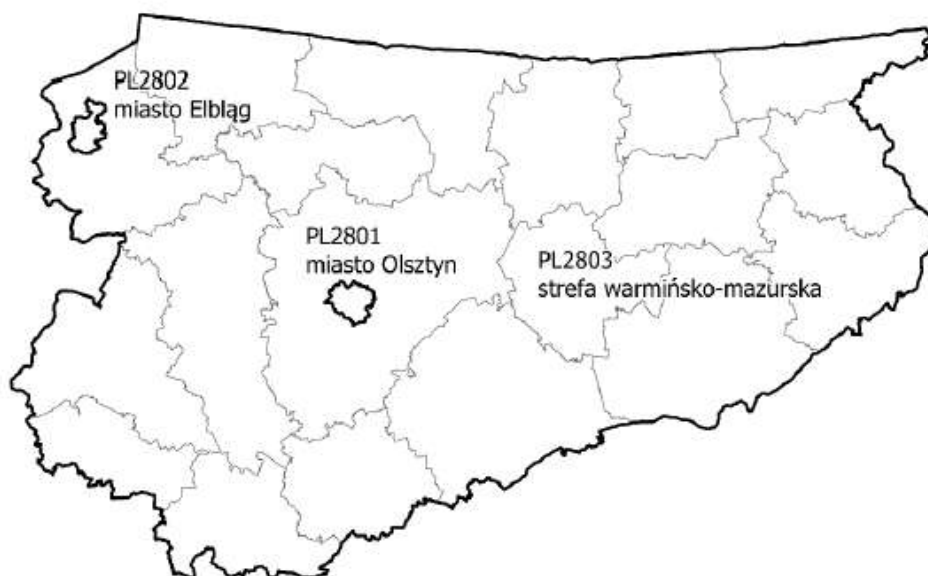 PL2802
miasto Elbląg
PL2801
miasto Olsztyn
PL2803
strefa warmińsko-mazurska